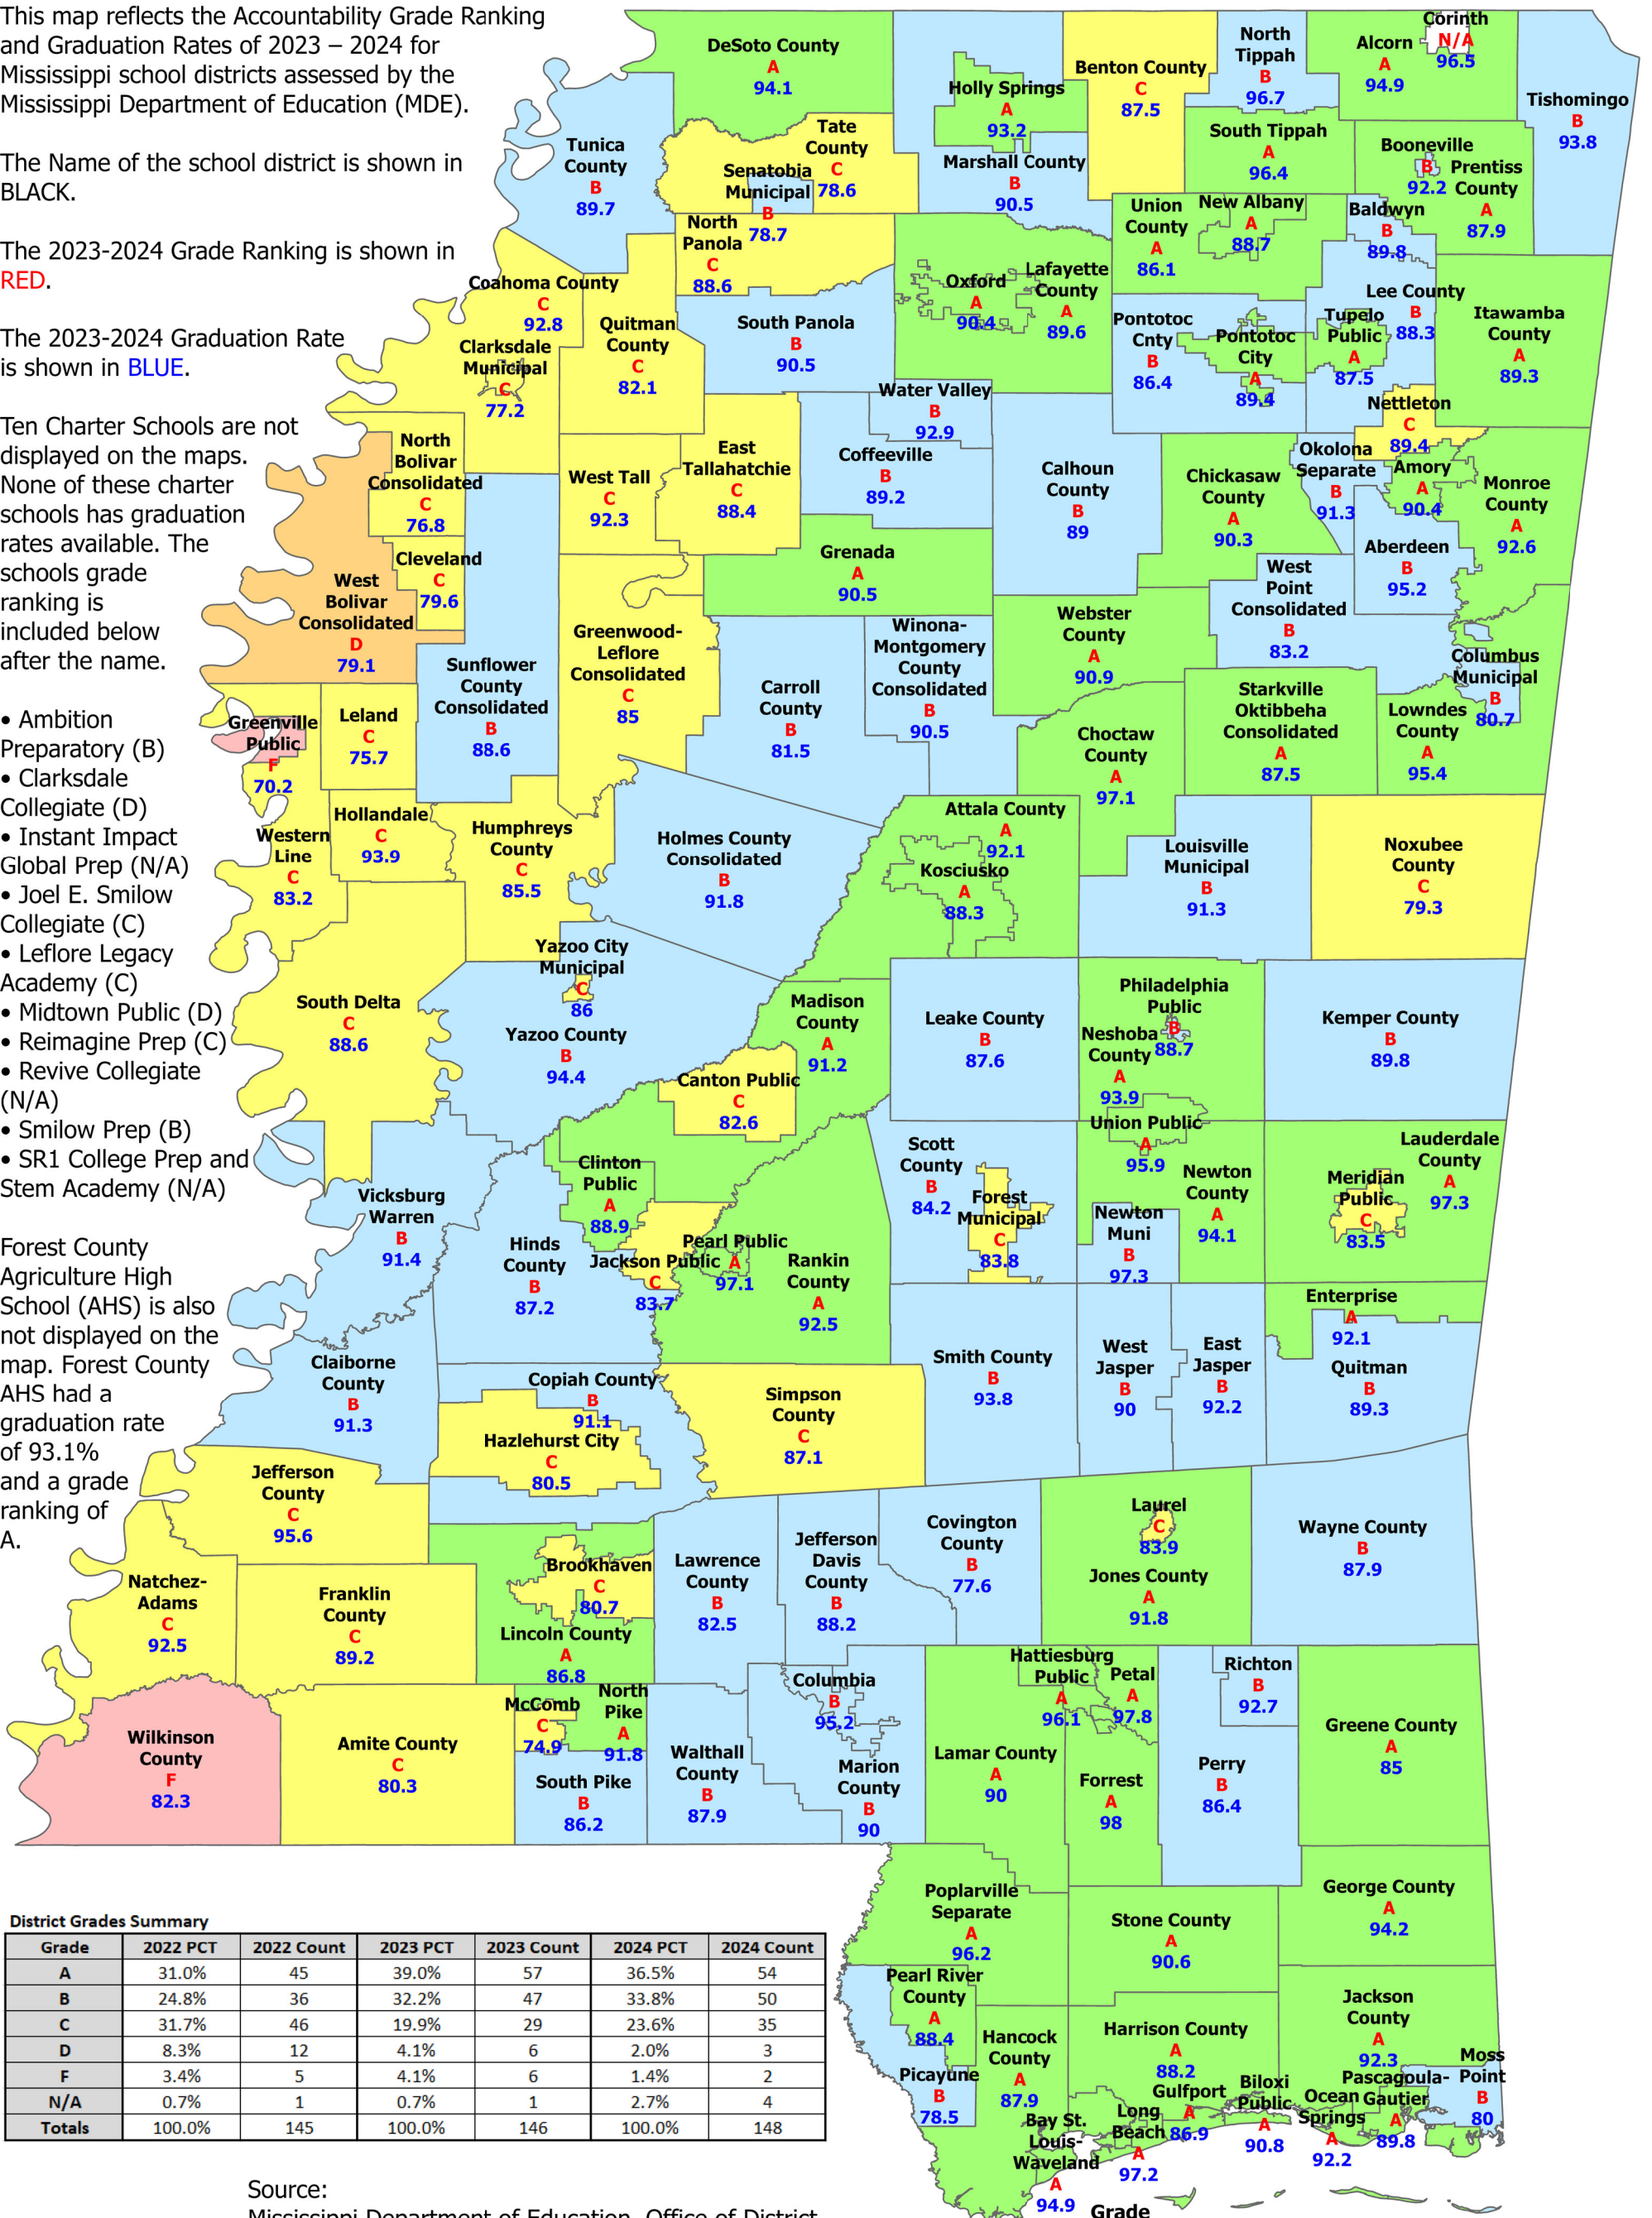 This map reflects the Accountability Grade Ranking
and Graduation Rates of 2023 – 2024 for
Mississippi school districts assessed by the
Mississippi Department of Education (MDE).
The Name of the school district is shown in
BLACK.
The 2023-2024 Grade Ranking is shown in
RED.
The 2023-2024 Graduation Rate
is shown in BLUE.
Ten Charter Schools are not
displayed on the maps.
None of these charter
schools has graduation
rates available. The
schools grade
ranking is
included below
after the name.
• Ambition
Preparatory (B)
• Clarksdale
Collegiate (D)
• Instant Impact
Global Prep (N/A)
• Joel E. Smilow
Collegiate (C)
• Leflore Legacy
Academy (C)
• Midtown Public (D)
• Reimagine Prep (C)
• Revive Collegiate
(N/A)
• Smilow Prep (B)
• SR1 College Prep and
Stem Academy (N/A)
Forest County
Agriculture High
School (AHS) is also
not displayed on the
map. Forest County
AHS had a
graduation rate
of 93.1%
and a grade
ranking of
A.
DeSoto County
A
94.1
Holly Springs
A
93.2
Marshall County
B
90.5
Benton County
C
87.5
North
Tippah
B
96.7
Alcorn
A
94.9
Corinth
N/A
96.5
Tishomingo
B
93.8
Tunica
County
B
89.7
Tate
County
C
78.6
Senatobia
Municipal
B
78.7
South Tippah
A
96.4
Booneville
B
92.2
Prentiss
County
A
87.9
North
Panola
C
88.6
Union
County
A
86.1
New Albany
A
88.7
Baldwyn
B
89.8
Coahoma County
C
92.8
Clarksdale
Municipal
C
77.2
Quitman
County
C
82.1
South Panola
B
90.5
Oxford
A
90.4
Lafayette
County
A
89.6
Pontotoc
Cnty
B
86.4
Pontotoc
City
A
89.4
Tupelo
Public
A
87.5
Lee County
B
88.3
Itawamba
County
A
89.3
Nettleton
C
89.4
North
Bolivar
Consolidated
C
76.8
West Tall
C
92.3
East
Tallahatchie
C
88.4
Water Valley
B
92.9
Coffeeville
B
89.2
Calhoun
County
B
89
Chickasaw
County
A
90.3
Okolona
Separate
B
91.3
Amory
A
90.4
Monroe
County
A
92.6
Aberdeen
B
95.2
Cleveland
C
79.6
West
Bolivar
Consolidated
D
79.1
Sunflower
County
Consolidated
B
88.6
Greenwood-
Leflore
Consolidated
C
85
Grenada
A
90.5
Carroll
County
B
81.5
Winona-
Montgomery
County
Consolidated
B
90.5
Webster
County
A
90.9
West
Point
Consolidated
B
83.2
Columbus
Municipal
B
80.7
Greenville
Public
F
70.2
Leland
C
75.7
Choctaw
County
A
97.1
Starkville
Oktibbeha
Consolidated
A
87.5
Lowndes
County
A
95.4
Western
Line
C
83.2
Hollandale
C
93.9
Humphreys
County
C
85.5
Holmes County
Consolidated
B
91.8
Attala County
A
92.1
Kosciusko
A
88.3
Louisville
Municipal
B
91.3
Noxubee
County
C
79.3
South Delta
C
88.6
Yazoo City
Municipal
C
86
Yazoo County
B
94.4
Madison
County
A
91.2
Canton Public
C
82.6
Leake County
B
87.6
Philadelphia
Public
B
88.7
Neshoba
County
A
93.9
Kemper County
B
89.8
Union Public
A
95.9
Vicksburg
Warren
B
91.4
Clinton
Public
A
88.9
Hinds
County
B
87.2
Jackson Public
C
83.7
Pearl Public
A
97.1
Rankin
County
A
92.5
Scott
County
B
84.2
Forest
Municipal
C
83.8
Newton
Muni
B
97.3
Newton
County
A
94.1
Meridian
Public
C
83.5
Lauderdale
County
A
97.3
Claiborne
County
B
91.3
Copiah County
B
91.1
Hazlehurst City
C
80.5
Simpson
County
C
87.1
Smith County
B
93.8
West
Jasper
B
90
East
Jasper
B
92.2
Enterprise
A
92.1
Quitman
B
89.3
Jefferson
County
C
95.6
Natchez-
Adams
C
92.5
Franklin
County
C
89.2
Brookhaven
C
80.7
Lincoln County
A
86.8
Lawrence
County
B
82.5
Jefferson
Davis
County
B
88.2
Covington
County
B
77.6
Laurel
C
83.9
Jones County
A
91.8
Wayne County
B
87.9
Wilkinson
County
F
82.3
Amite County
C
80.3
McComb
C
74.9
North
Pike
A
91.8
South Pike
B
86.2
Walthall
County
B
87.9
Columbia
B
95.2
Marion
County
B
90
Lamar County
A
90
Hattiesburg
Public
A
96.1
Petal
A
97.8
Forrest
A
98
Richton
B
92.7
Perry
B
86.4
Greene County
A
85
Poplarville
Separate
A
96.2
Stone County
A
90.6
George County
A
94.2
Pearl River
County
A
88.4
Picayune
B
78.5
Hancock
County
A
87.9
Harrison County
A
88.2
Jackson
County
A
92.3
Bay St.
Louis-
Waveland
A
94.9
Long
Beach
A
97.2
Gulfport
A
86.9
Biloxi
Public
A
90.8
Ocean
Springs
A
92.2
Pascagoula-
Gautier
A
89.8
Moss
Point
B
80
Grade
District Grades Summary
Grade 2022 PCT 2022 Count 2023 PCT 2023 Count 2024 PCT 2024 Count
A 31.0% 45 39.0% 57 36.5% 54
B 24.8% 36 32.2% 47 33.8% 50
C 31.7% 46 19.9% 29 23.6% 35
D 8.3% 12 4.1% 6 2.0% 3
F 3.4% 5 4.1% 6 1.4% 2
N/A 0.7% 1 0.7% 1 2.7% 4
Totals 100.0% 145 100.0% 146 100.0% 148
Source:
Mississippi Department of Education, Office of District